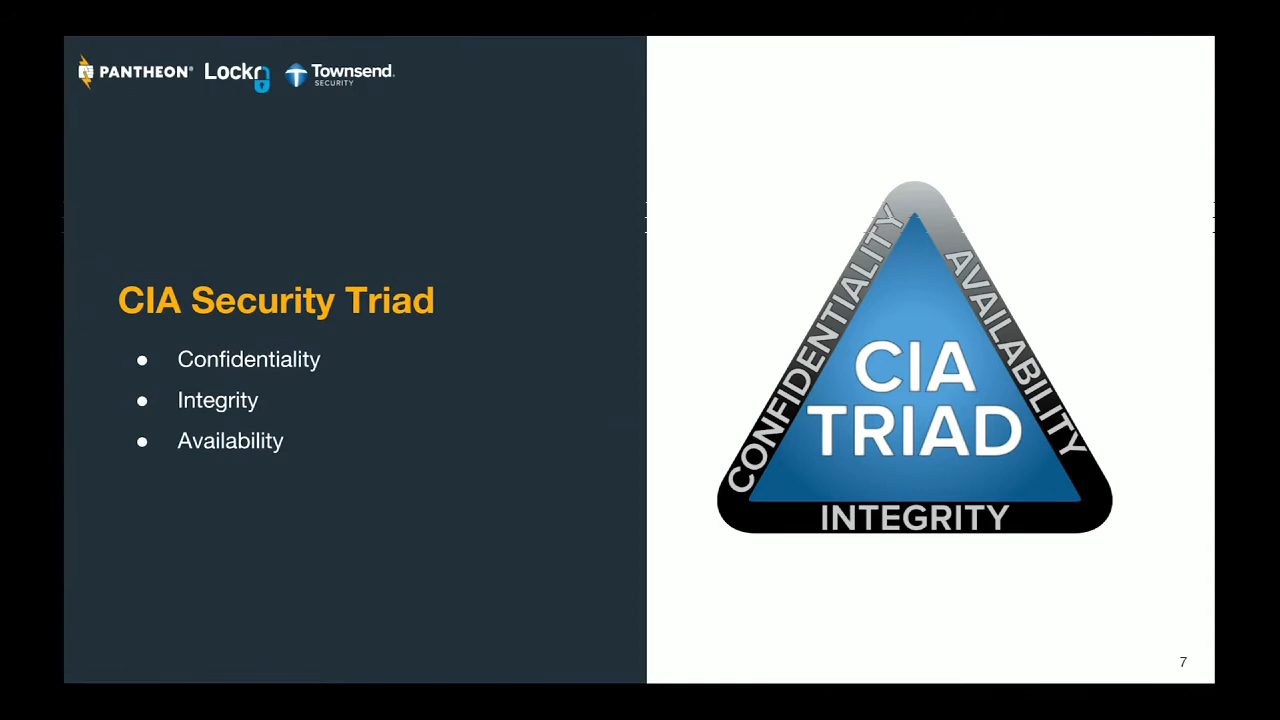 PANTHEON® Lockr Townsend SECURITY
CIA Security Triad
● Confidentiality
● Integrity
● Availability
CONFIDENTIALITY
AVAILABILITY
CIA
TRIAD
INTEGRITY
7